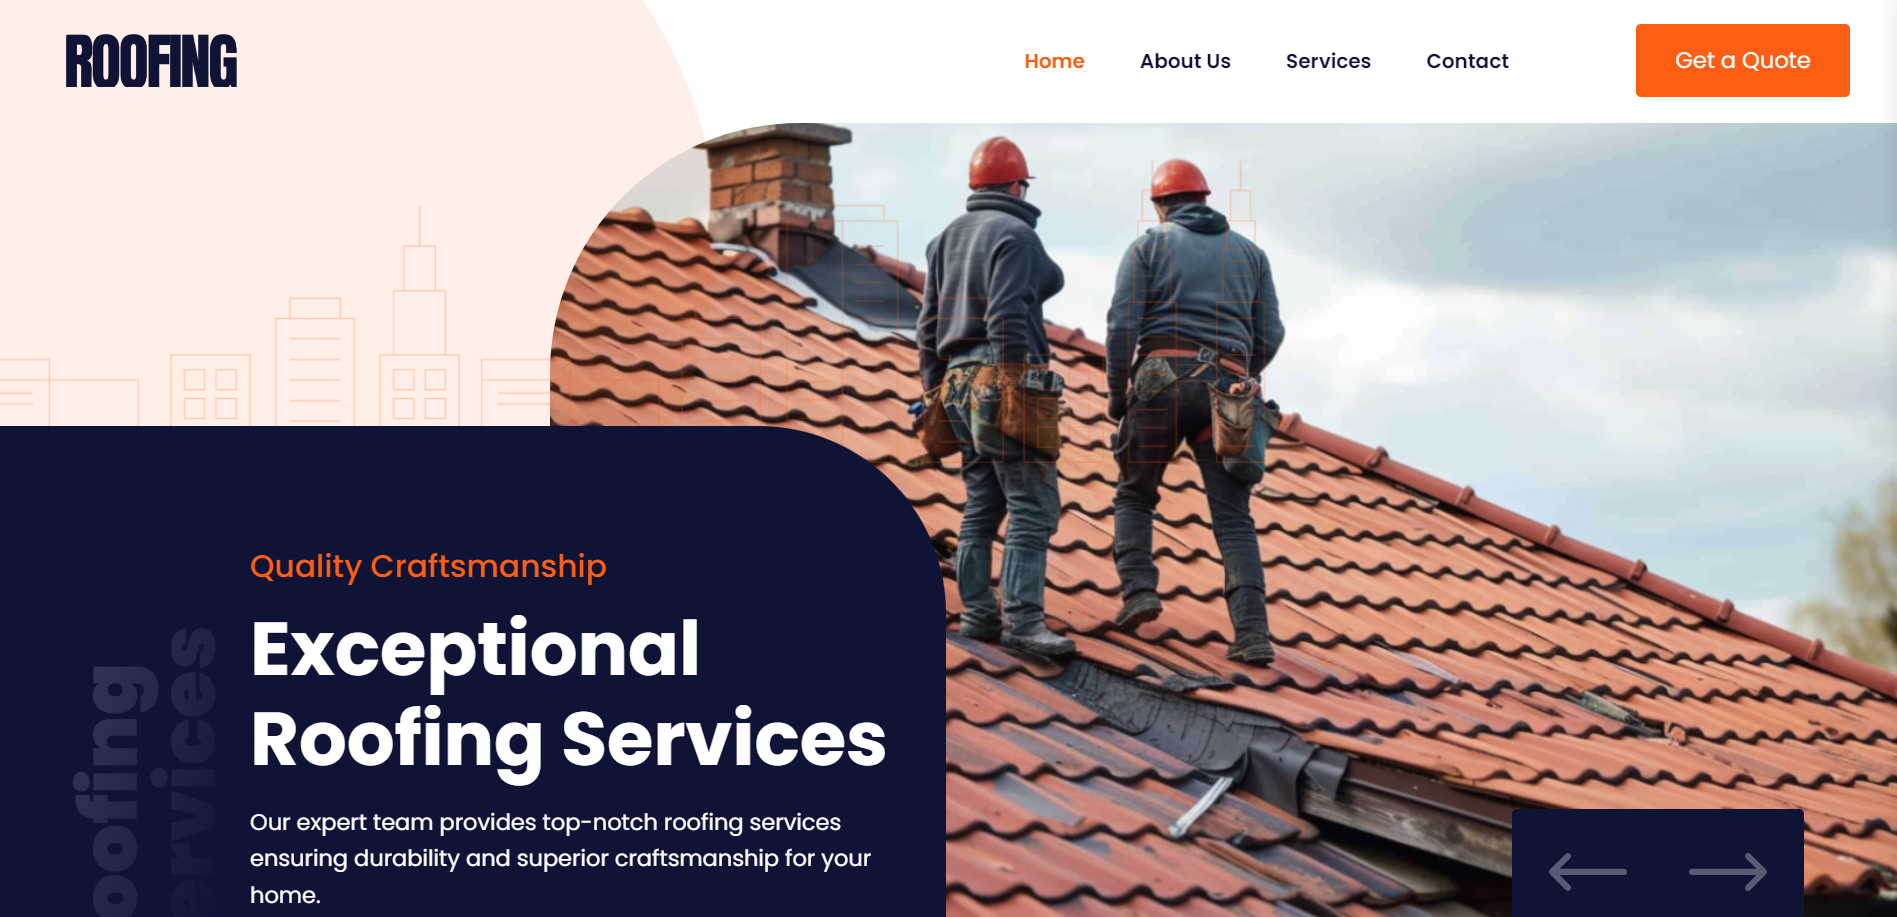 ROOFING
Home
About Us
Services
Contact
Get a Quote
Quality Craftsmanship
Exceptional
Roofing Services
Our expert team provides top-notch roofing services
ensuring durability and superior craftsmanship for your
home.
oofing
ervices